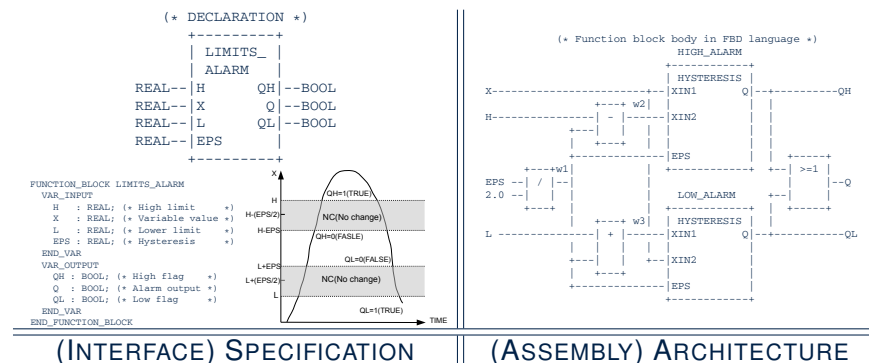 (* DECLARATION *)
+---------+
| LIMITS_ |
| ALARM |
REAL--|H QH|--BOOL
REAL--|X Q|--BOOL
REAL--|L QL|--BOOL
REAL--|EPS |
+---------+
FUNCTION_BLOCK LIMITS_ALARM
VAR_INPUT
H : REAL; (* High limit *)
X : REAL; (* Variable value *)
L : REAL; (* Lower limit *)
EPS : REAL; (* Hysteresis *)
END_VAR
VAR_OUTPUT
QH : BOOL; (* High flag *)
Q : BOOL; (* Alarm output *)
QL : BOOL; (* Low flag *)
END_VAR
END_FUNCTION_BLOCK
X
QH=1(TRUE)
H
H-(EPS/2)
NC(No change)
H-EPS
QH=0(FASLE)
QL=0(FALSE)
L+EPS
L+(EPS/2)
NC(No change)
L
QL=1(TRUE)
TIME
(INTERFACE) SPECIFICATION
(* Function block body in FBD language *)
HIGH_ALARM
HYSTERESIS
X XIN1 Q QH
w2
H - XIN2
EPS
w1 >=1
EPS / Q
2.0
LOW_ALARM
w3 HYSTERESIS
L + XIN1 Q QL
XIN2
EPS
(ASSEMBLY) ARCHITECTURE